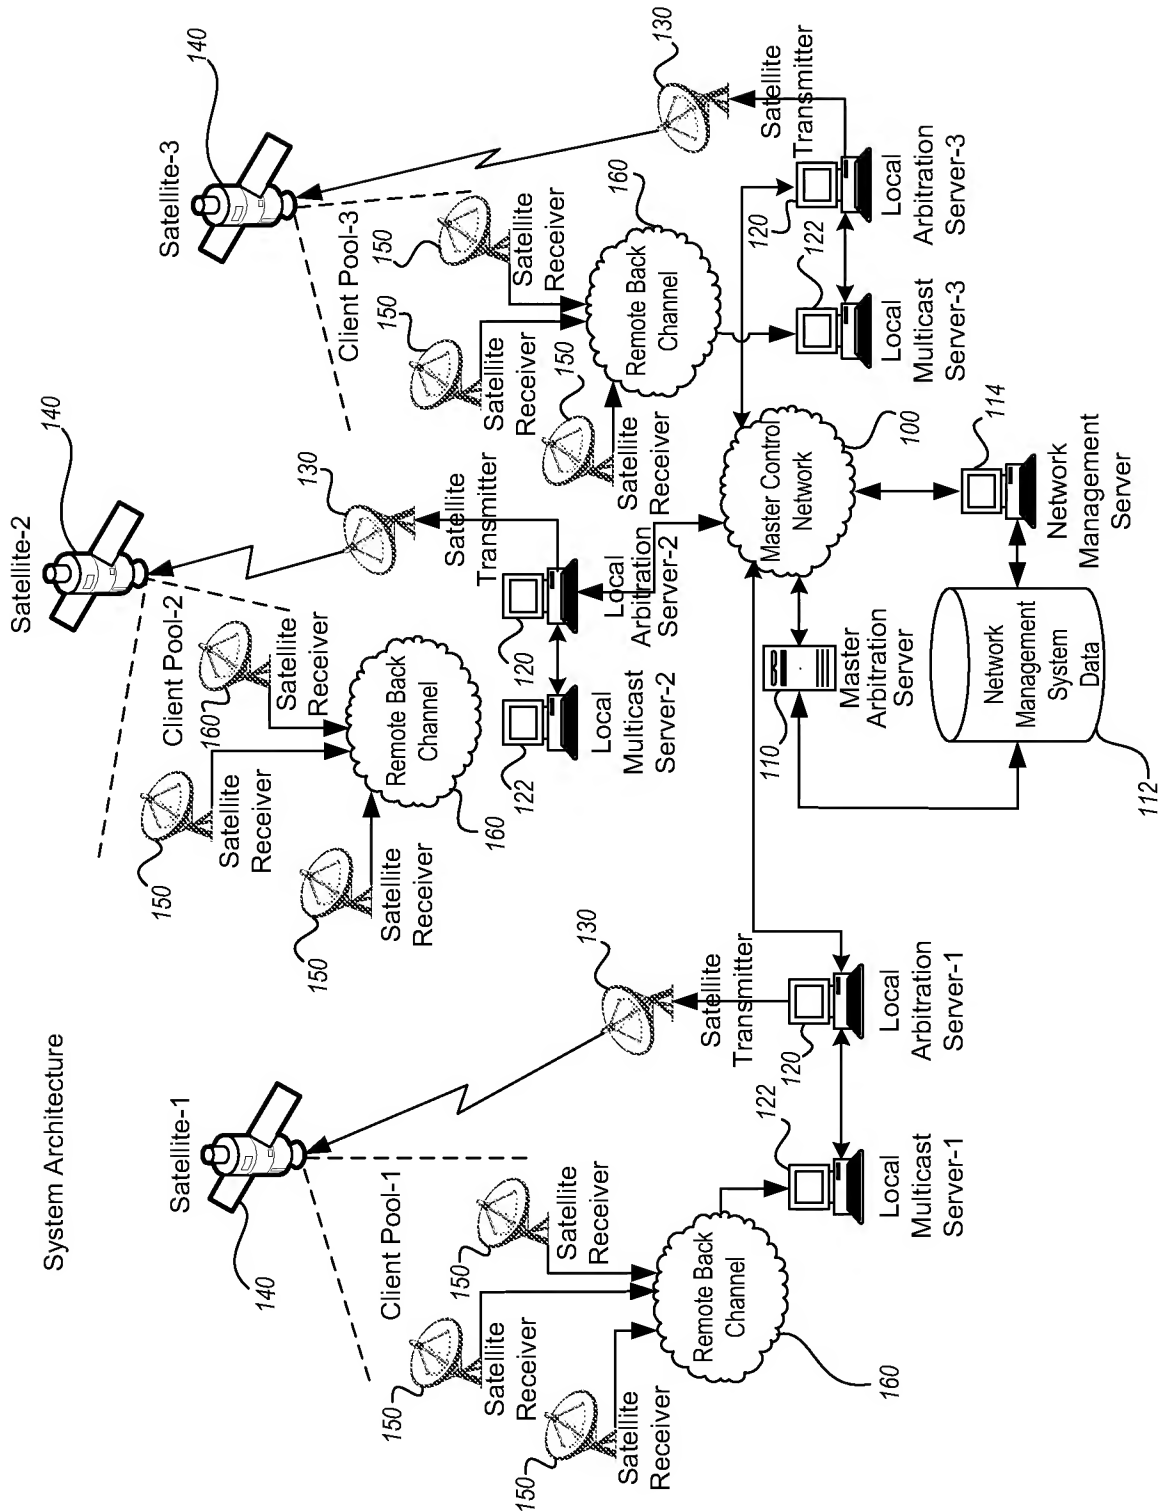 System Architecture
Satellite-1
140
Client Pool-1
150
Satellite
Receiver
150
Satellite
Receiver
150
Satellite
Receiver
Remote Back
Channel
160
130
Satellite
Transmitter
122
Local
Multicast
Server-1
120
Local
Arbitration
Server-1
Satellite-2
140
Client Pool-2
150
Satellite
Receiver
160
Satellite
Receiver
150
Satellite
Receiver
Remote Back
Channel
160
130
Satellite
Transmitter
122
Local
Multicast
Server-2
120
Local
Arbitration
Server-2
Satellite-3
140
Client Pool-3
150
Satellite
Receiver
150
Satellite
Receiver
150
Satellite
Receiver
Remote Back
Channel
160
130
Satellite
Transmitter
122
Local
Multicast
Server-3
120
Local
Arbitration
Server-3
Master Control
Network
100
110
Master
Arbitration
Server
114
Network
Management
Server
Network
Management
System
Data
112